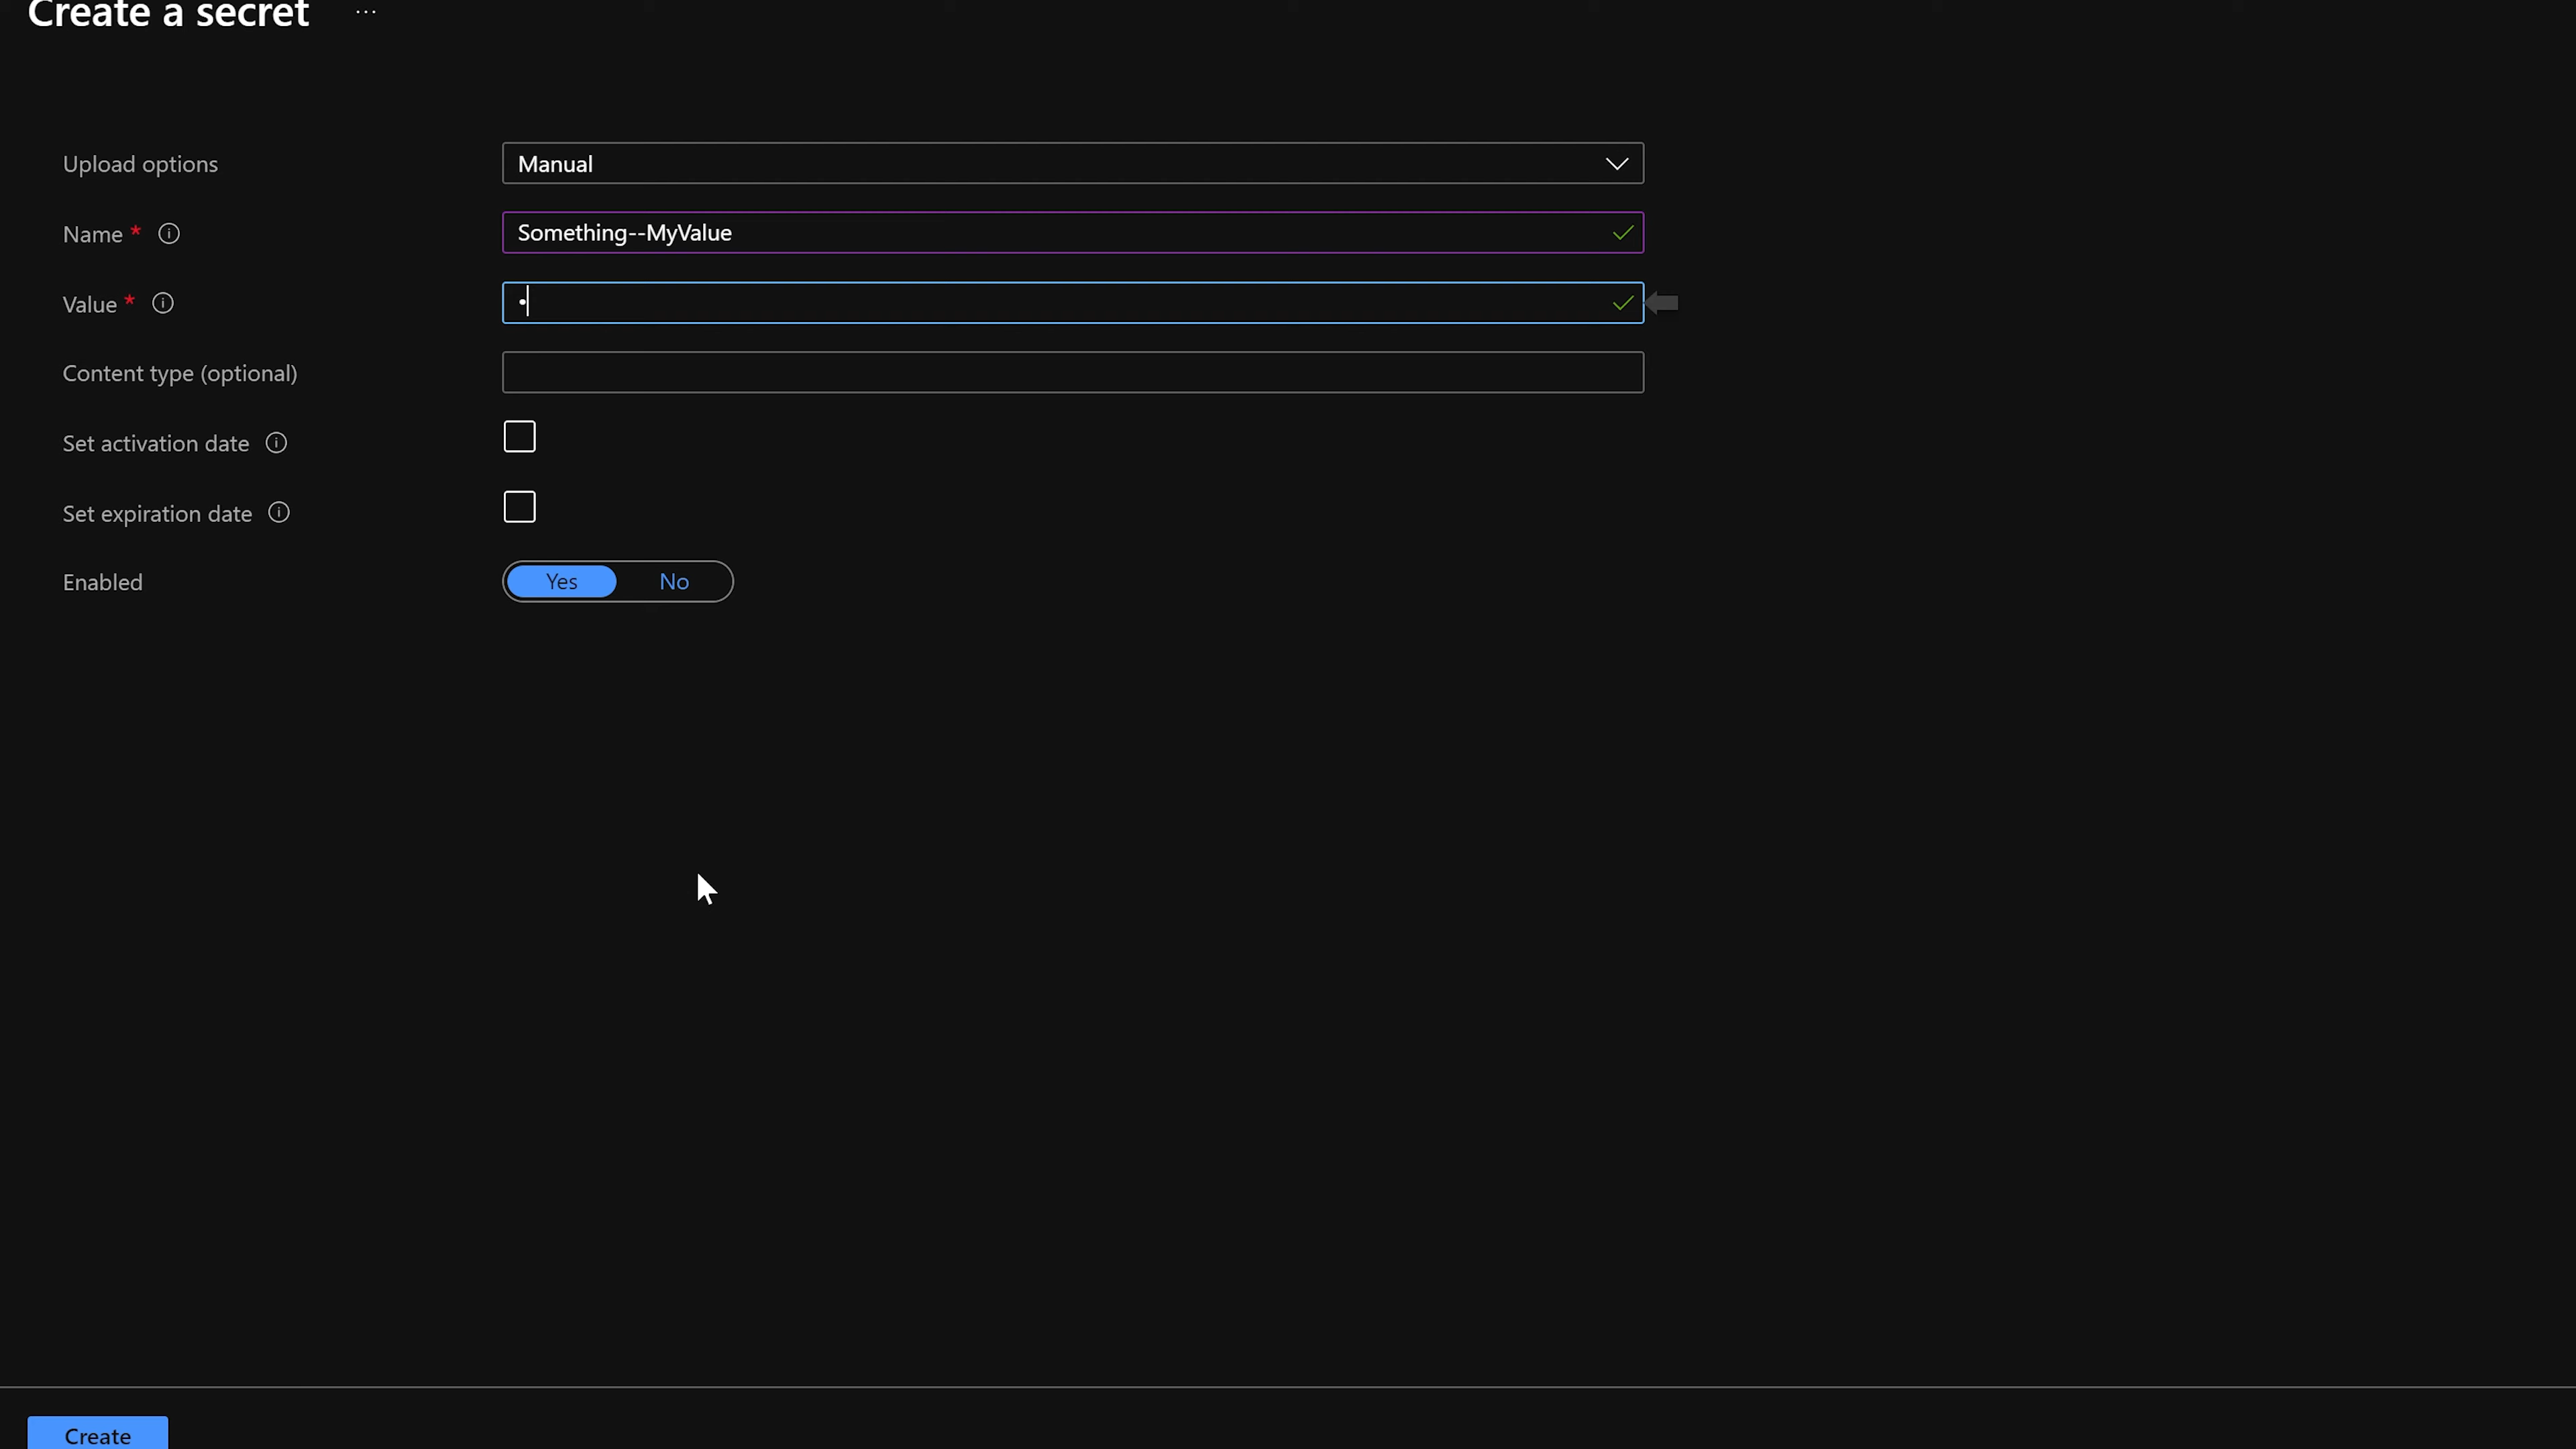 Create a secret ...
Upload options Manual
Name * Something--MyValue
Value * •
Content type (optional)
Set activation date
Set expiration date
Enabled Yes No
Create